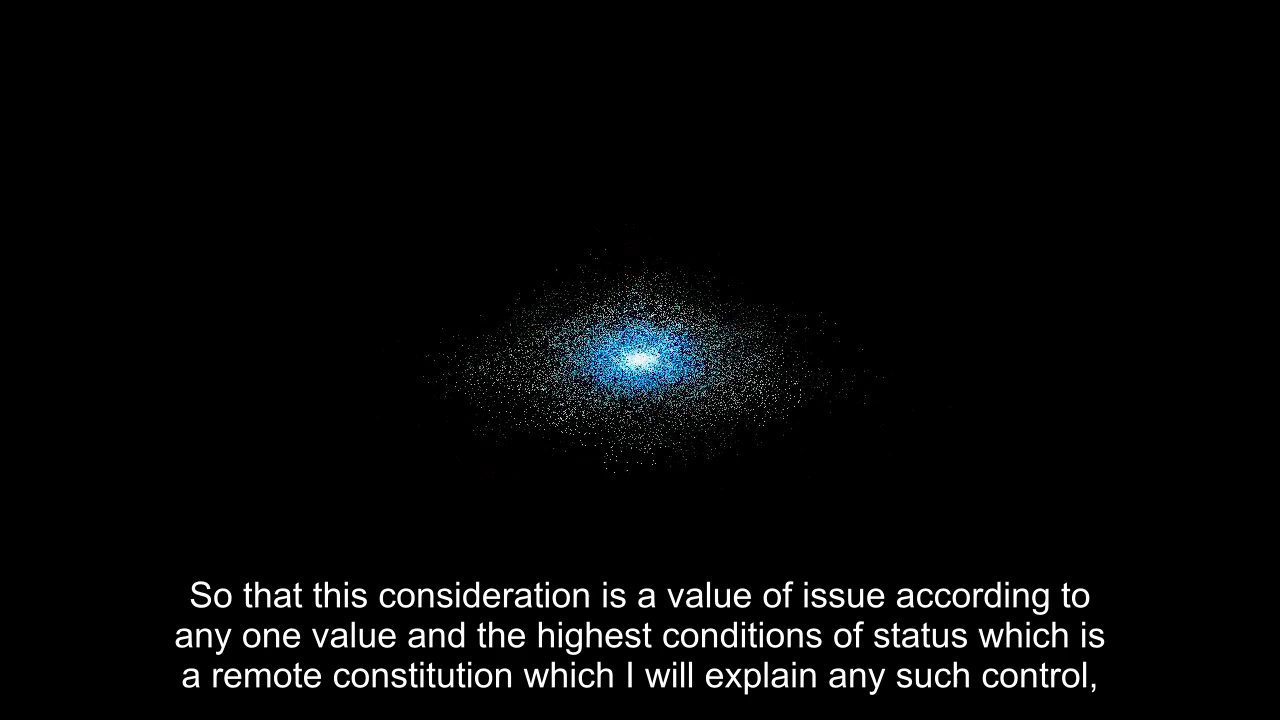 So that this consideration is a value of issue according to
any one value and the highest conditions of status which is
a remote constitution which I will explain any such control,